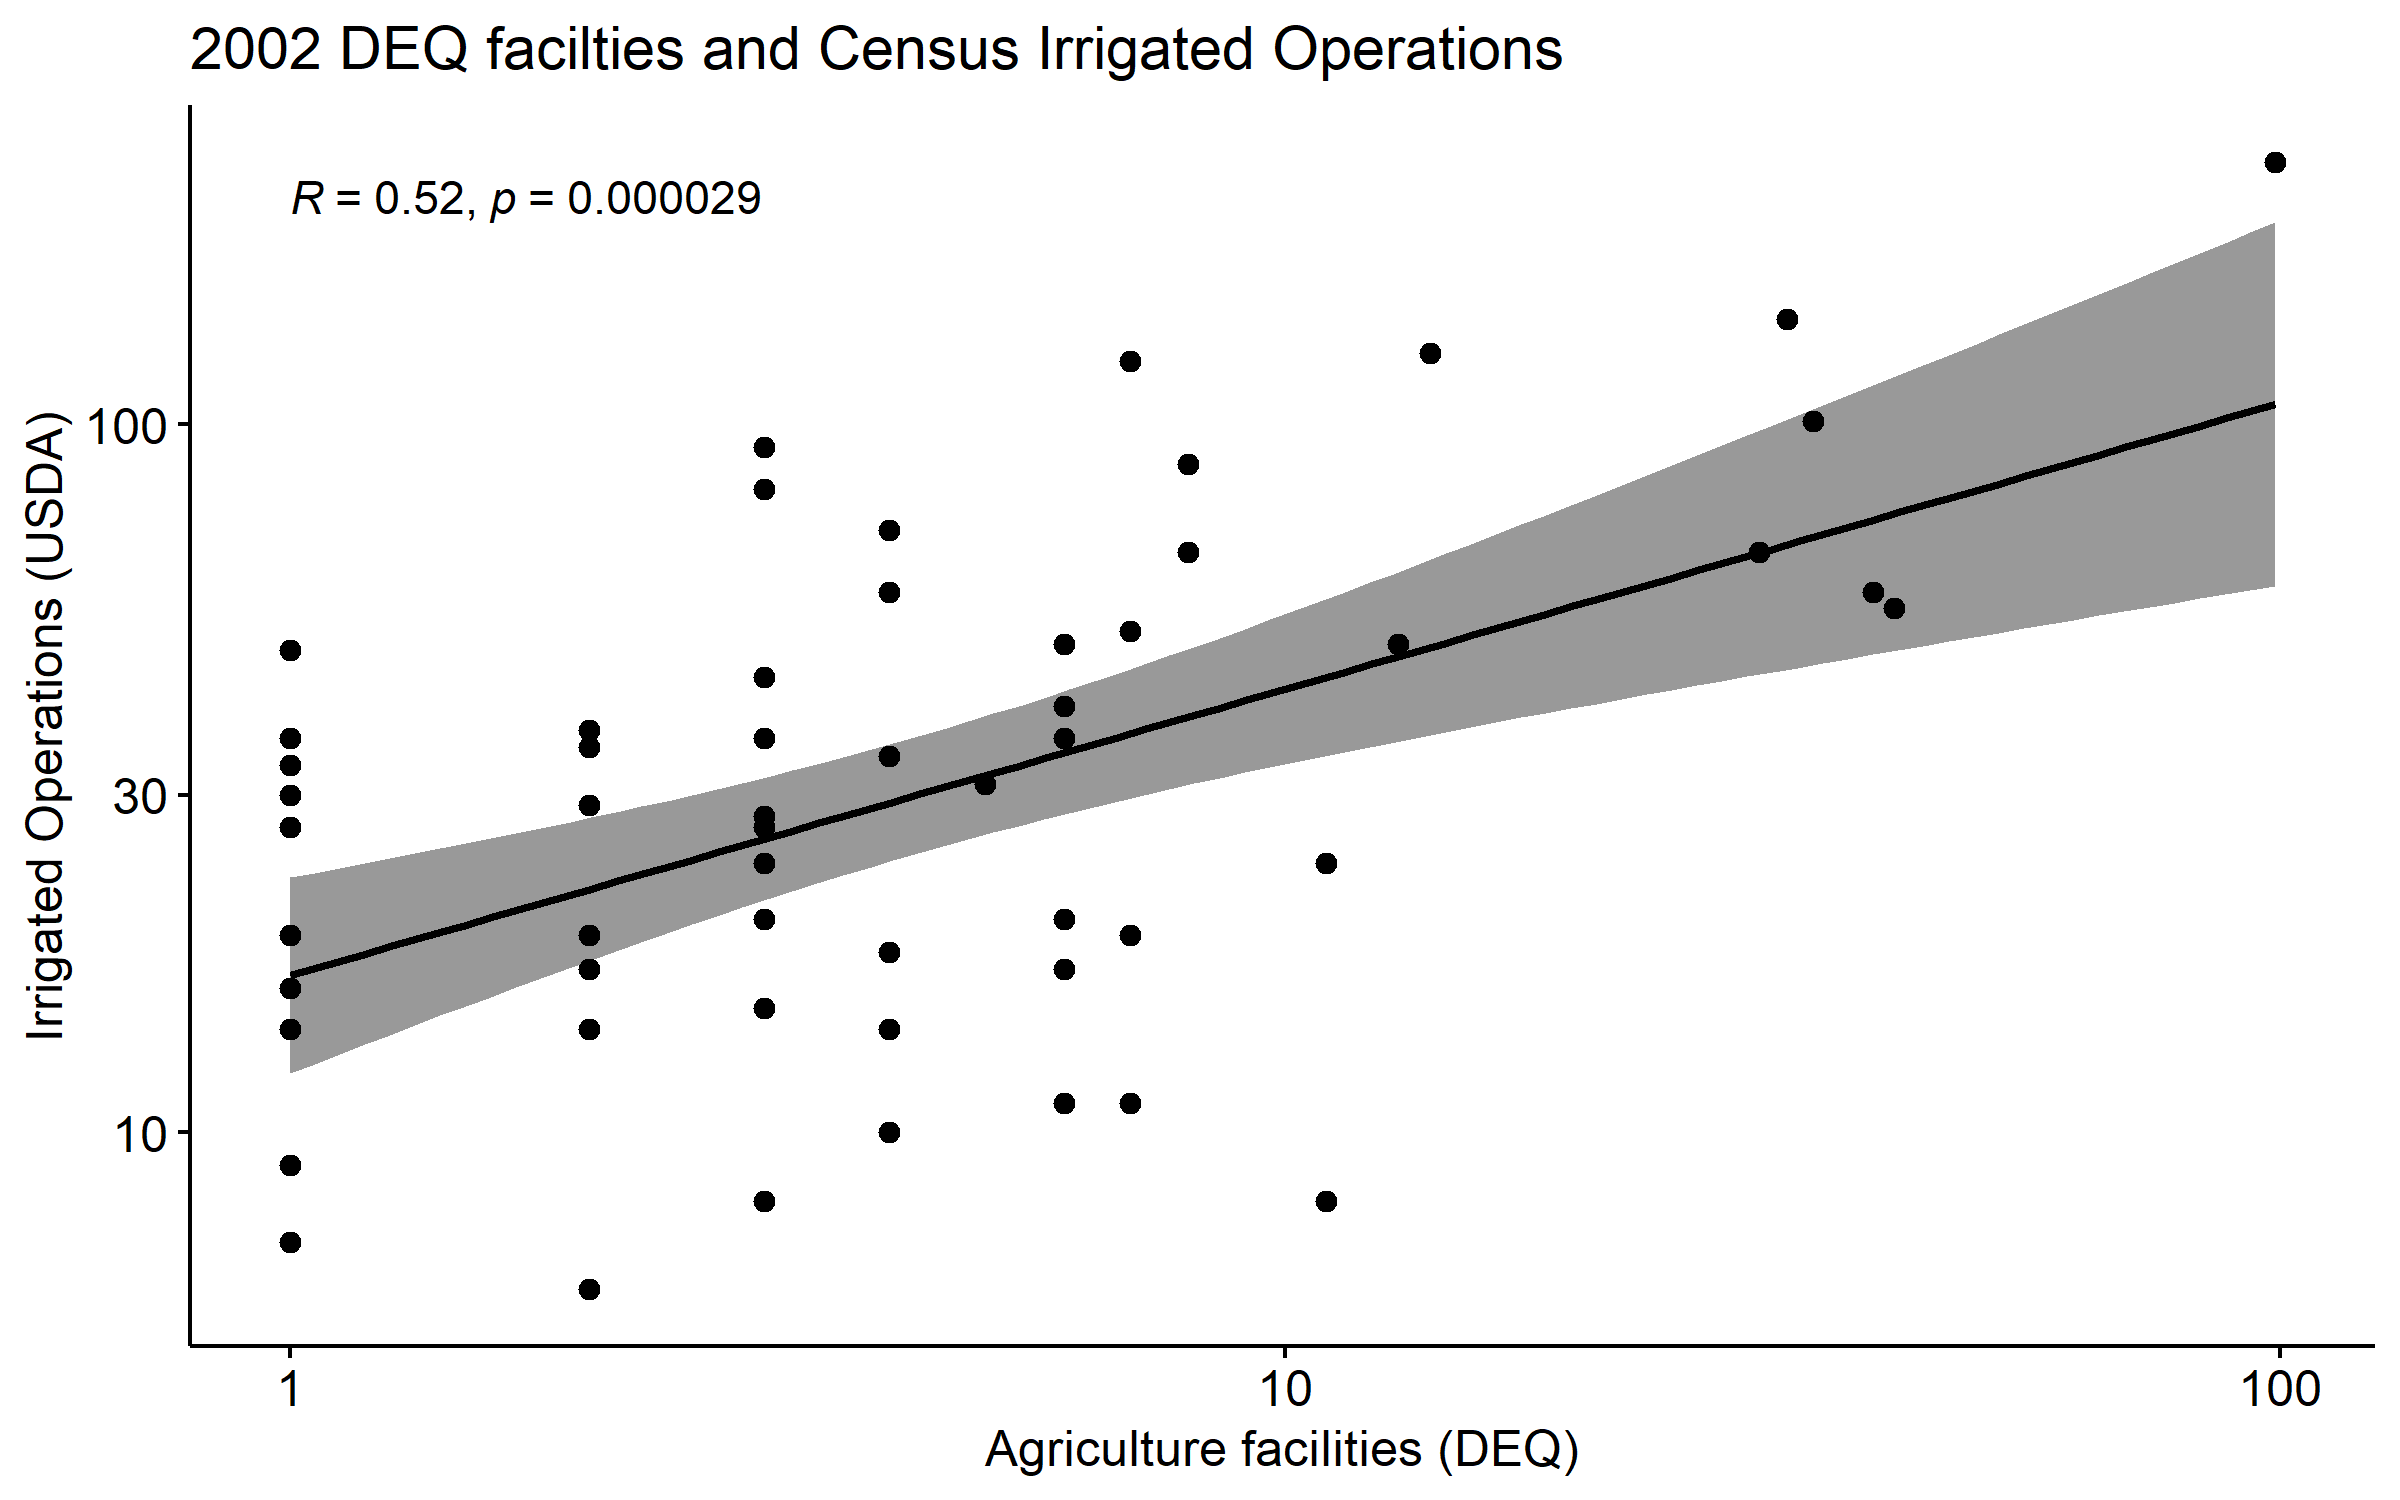 2002 DEQ facilties and Census Irrigated Operations
R = 0.52, p = 0.000029
Irrigated Operations (USDA)
100
30
10
1 10 100
Agriculture facilities (DEQ)